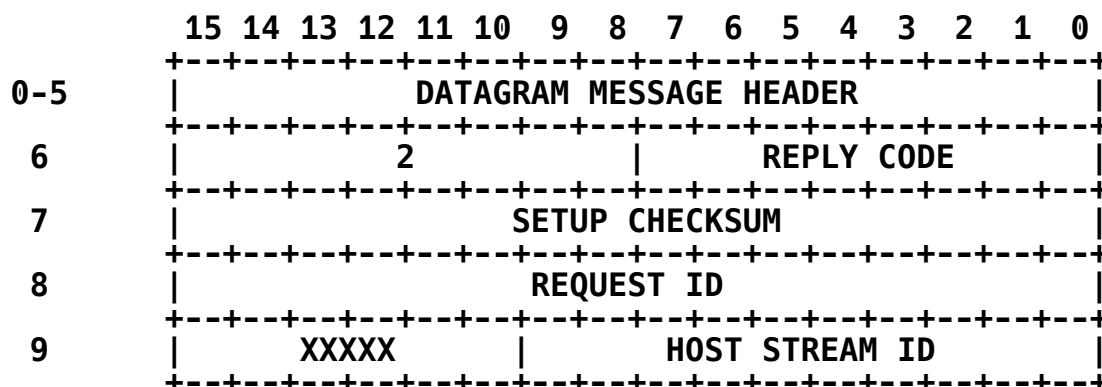 15 14 13 12 11 10 9 8 7 6 5 4 3 2 1 0
+--+--+--+--+--+--+--+--+--+--+--+--+--+--+--+--+
0-5 | DATAGRAM MESSAGE HEADER |
+--+--+--+--+--+--+--+--+--+--+--+--+--+--+--+--+
6 | 2 | REPLY CODE |
+--+--+--+--+--+--+--+--+--+--+--+--+--+--+--+--+
7 | SETUP CHECKSUM |
+--+--+--+--+--+--+--+--+--+--+--+--+--+--+--+--+
8 | REQUEST ID |
+--+--+--+--+--+--+--+--+--+--+--+--+--+--+--+--+
9 | XXXXX | HOST STREAM ID |
+--+--+--+--+--+--+--+--+--+--+--+--+--+--+--+--+